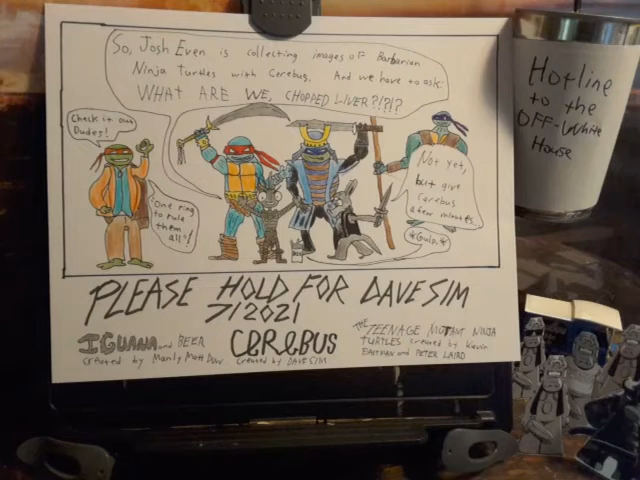 So, Josh Even is collecting images of Barbarian
Ninja Turtles with Cerebus. And we have to ask:
WHAT ARE WE, CHOPPED LIVER?!?!?
Check it out
Dudes!
One ring
to rule
them
all"!
Not yet,
but give
Cerebus
a few minutes.
*Gulp.*
PLEASE HOLD FOR DAVE SIM
7/2021
IGUANA and BEER
created by Manly Matt Dow
CEREBUS
created by DAVE SIM
THE TEENAGE MUTANT NINJA
TURTLES created by Kevin
EASTMAN and PETER LAIRD
Hotline
to the
OFF-White
House